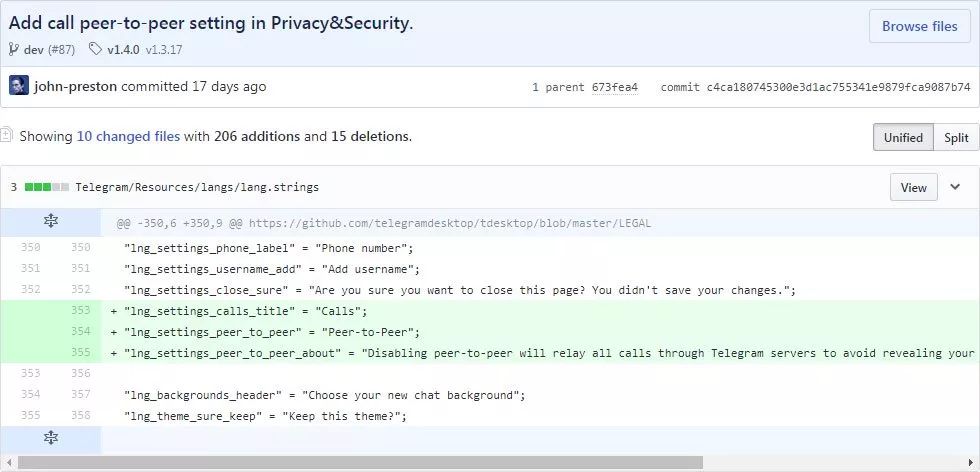 Add call peer-to-peer setting in Privacy&Security.
Browse files
dev (#87) v1.4.0 v1.3.17
john-preston committed 17 days ago
1 parent 673fea4 commit c4ca180745300e3d1ac755341e9879fca9087b74
Showing 10 changed files with 206 additions and 15 deletions.
Unified Split
3 Telegram/Resources/langs/lang.strings
View
@@ -350,6 +350,9 @@ https://github.com/telegramdesktop/tdesktop/blob/master/LEGAL
350 350 "lng_settings_phone_label" = "Phone number";
351 351 "lng_settings_username_add" = "Add username";
352 352 "lng_settings_close_sure" = "Are you sure you want to close this page? You didn't save your changes.";
353 + "lng_settings_calls_title" = "Calls";
354 + "lng_settings_peer_to_peer" = "Peer-to-Peer";
355 + "lng_settings_peer_to_peer_about" = "Disabling peer-to-peer will relay all calls through Telegram servers to avoid revealing your
353 356
354 357 "lng_backgrounds_header" = "Choose your new chat background";
355 358 "lng_theme_sure_keep" = "Keep this theme?";